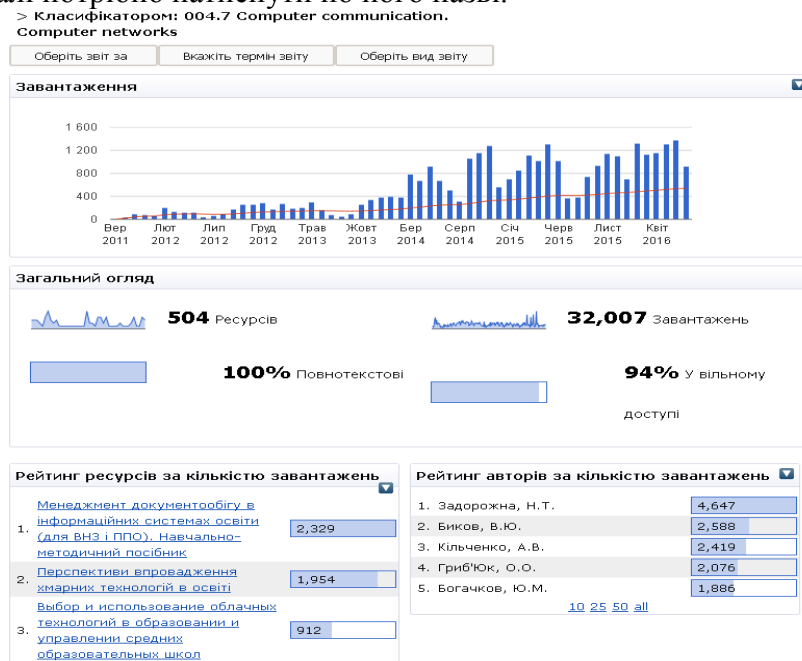 потрібно натиснути по його назві.
> Класифікатором: 004.7 Computer communication.
Computer networks
Оберіть звіт за
Вкажіть термін звіту
Оберіть вид звіту
Завантаження
1 600
1 200
800
400
0
Вер Лют Лип Груд Трав Жовт Бер Серп Січ Черв Лист Квіт
2011 2012 2012 2012 2013 2013 2014 2014 2015 2015 2015 2016
Загальний огляд
504 Ресурсів
32,007 Завантажень
100% Повнотекстові
94% У вільному
доступі
Рейтинг ресурсів за кількістю завантажень
1. Менеджмент документообігу в
інформаційних системах освіти
(для ВНЗ і ППО). Навчально-
методичний посібник
2,329
2. Перспективи впровадження
хмарних технологій в освіті
1,954
3. Выбор и использование облачных
технологий в образовании и
управлении средних
образовательных школ
912
Рейтинг авторів за кількістю завантажень
1. Задорожна, Н.Т. 4,647
2. Биков, В.Ю. 2,588
3. Кільченко, А.В. 2,419
4. Гриб'Юк, О.О. 2,076
5. Богачков, Ю.М. 1,886
10 25 50 all